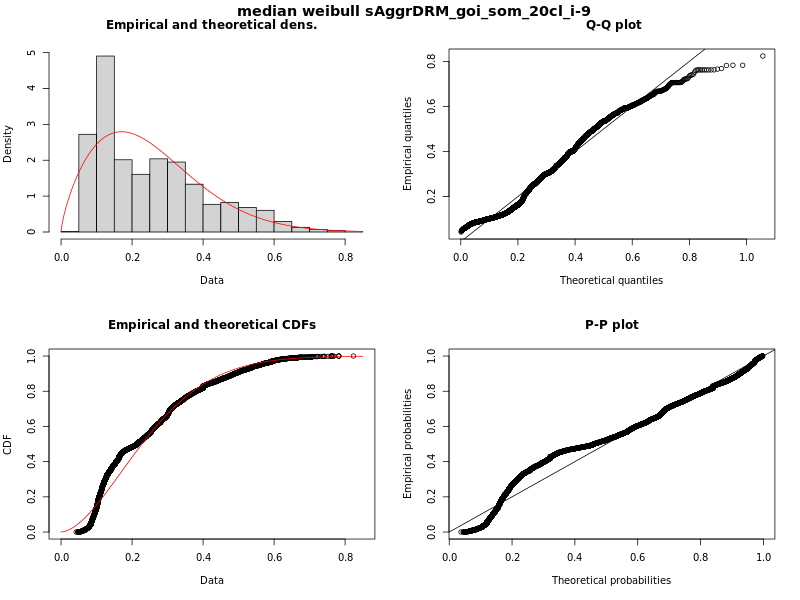 median weibull sAggrDRM_goi_som_20cl_i-9
Empirical and theoretical dens.
Density
0 1 2 3 4 5
0.0 0.2 0.4 0.6 0.8
Data
Q-Q plot
Empirical quantiles
0.2 0.4 0.6 0.8
0.0 0.2 0.4 0.6 0.8 1.0
Theoretical quantiles
Empirical and theoretical CDFs
CDF
0.0 0.2 0.4 0.6 0.8 1.0
0.0 0.2 0.4 0.6 0.8
Data
P-P plot
Empirical probabilities
0.0 0.2 0.4 0.6 0.8 1.0
0.0 0.2 0.4 0.6 0.8 1.0
Theoretical probabilities